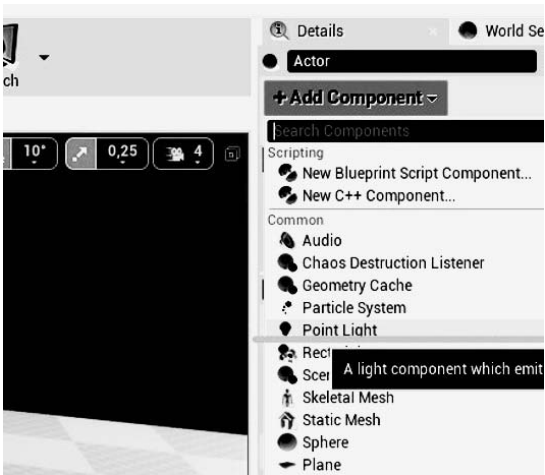 Details
World Se
ch
Actor
+ Add Component
Search Components
10°
0,25
4
Scripting
New Blueprint Script Component...
New C++ Component...
Common
Audio
Chaos Destruction Listener
Geometry Cache
Particle System
Point Light
Rect
A light component which emit
Scen
Skeletal Mesh
Static Mesh
Sphere
Plane